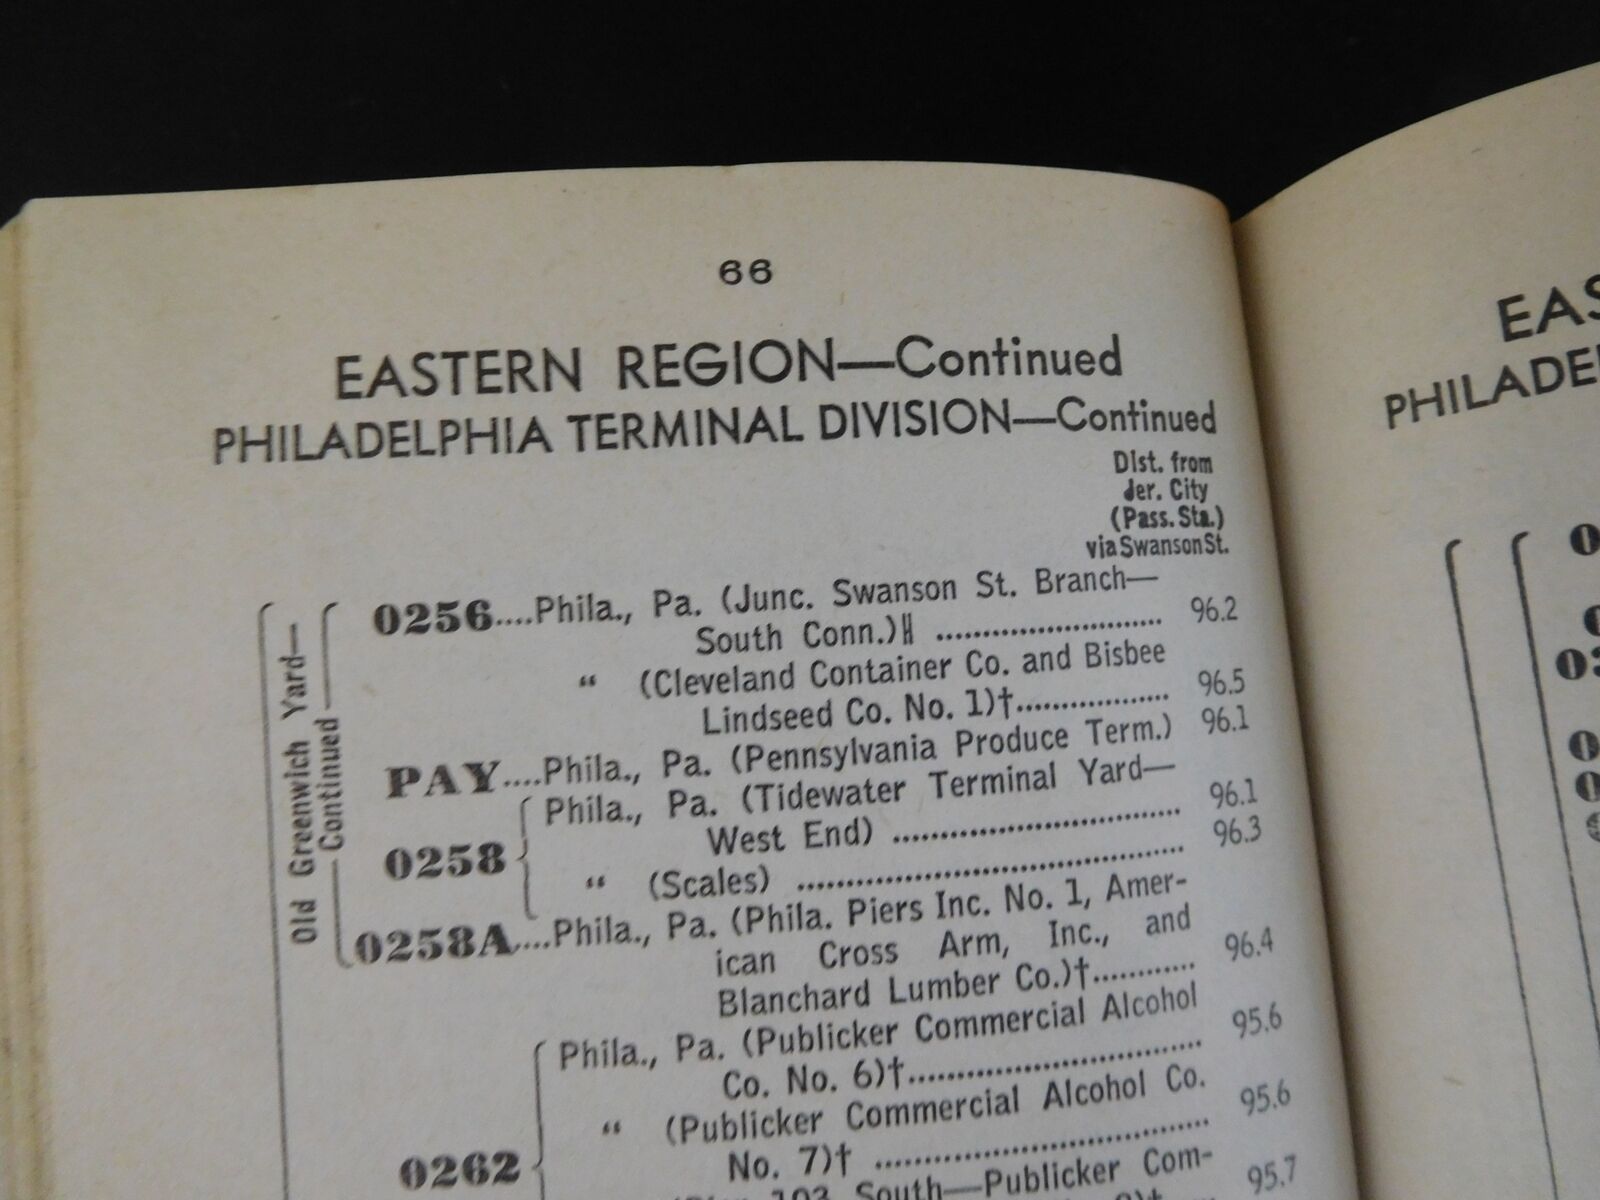 66
EASTERN REGION—Continued
PHILADELPHIA TERMINAL DIVISION—Continued
Dist. from
Jer. City
(Pass. Sta.)
via Swanson St.
Old Greenwich Yard—
Continued
0256....Phila., Pa. (Junc. Swanson St. Branch—
South Conn.) .......................... 96.2
“ (Cleveland Container Co. and Bisbee
Lindseed Co. No. 1)†.................. 96.5
PAY....Phila., Pa. (Pennsylvania Produce Term.) 96.1
Phila., Pa. (Tidewater Terminal Yard—
West End) ................................ 96.1
0258
“ (Scales) ............................................ 96.3
0258A....Phila., Pa. (Phila. Piers Inc. No. 1, Amer-
ican Cross Arm, Inc., and
Blanchard Lumber Co.)†............ 96.4
Phila., Pa. (Publicker Commercial Alcohol
Co. No. 6)†................................. 95.6
“ (Publicker Commercial Alcohol Co.
No. 7)† ..................................... 95.6
0262
103 South—Publicker Com- 95.7
EAS
PHILADE